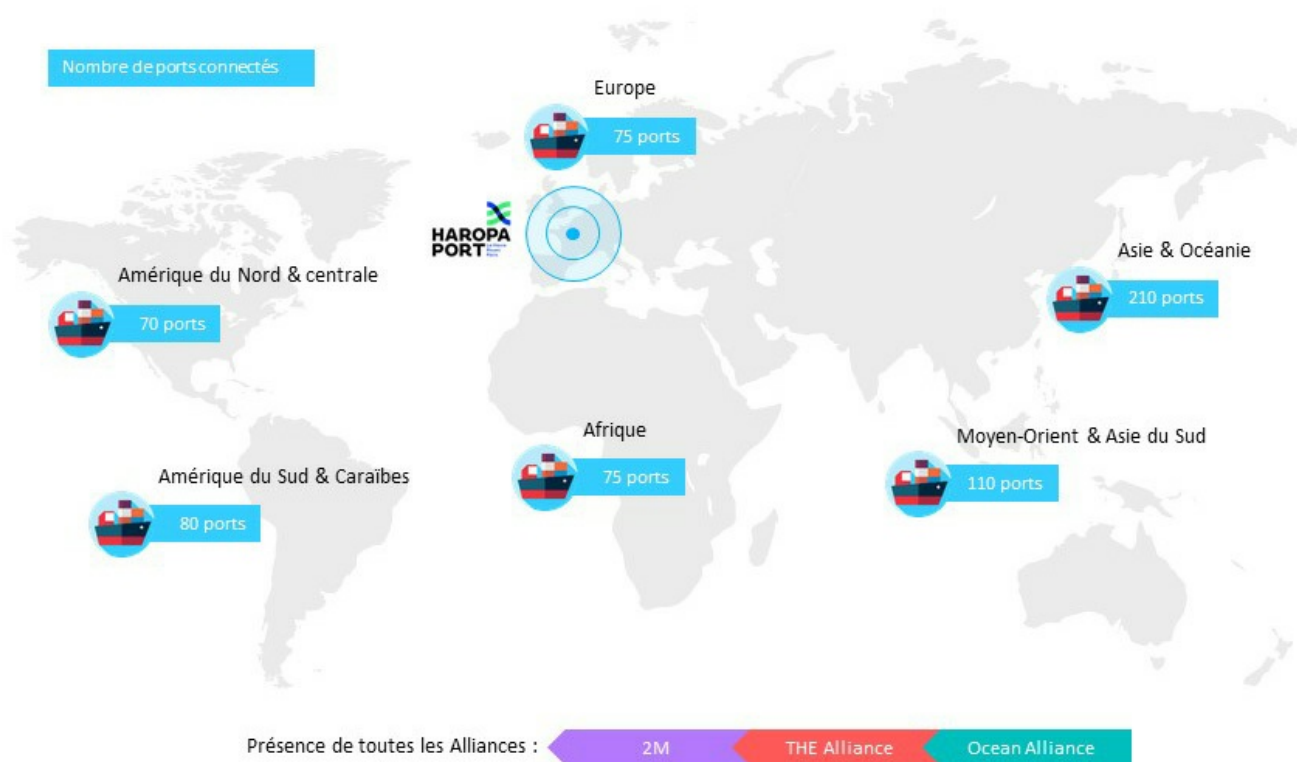 Nombre de ports connectés
Europe
75 ports
HAROPA
PORT
Amérique du Nord & centrale
70 ports
Asie & Océanie
210 ports
Afrique
75 ports
Moyen-Orient & Asie du Sud
110 ports
Amérique du Sud & Caraïbes
80 ports
Présence de toutes les Alliances :
2M
THE Alliance
Ocean Alliance